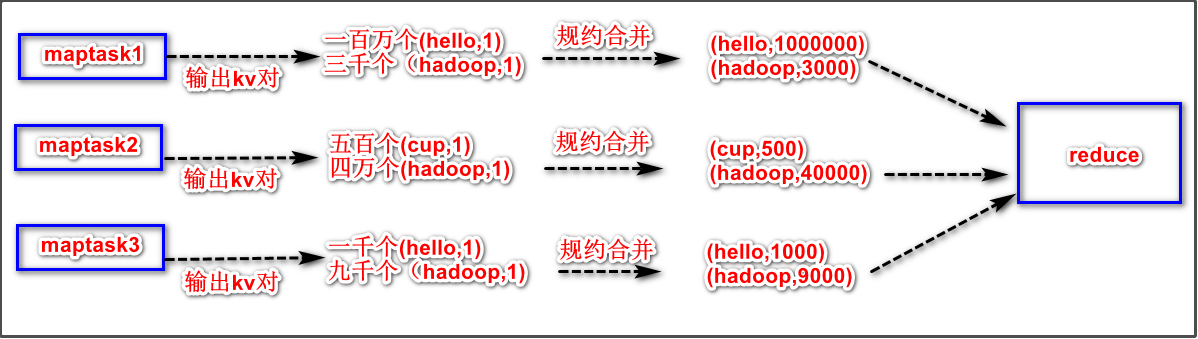 maptask1
输出kv对
一百万个(hello,1)
三千个（hadoop,1)
规约合并
(hello,1000000)
(hadoop,3000)
maptask2
输出kv对
五百个(cup,1)
四万个(hadoop,1)
规约合并
(cup,500)
(hadoop,40000)
reduce
maptask3
输出kv对
一千个(hello,1)
九千个（hadoop,1)
规约合并
(hello,1000)
(hadoop,9000)